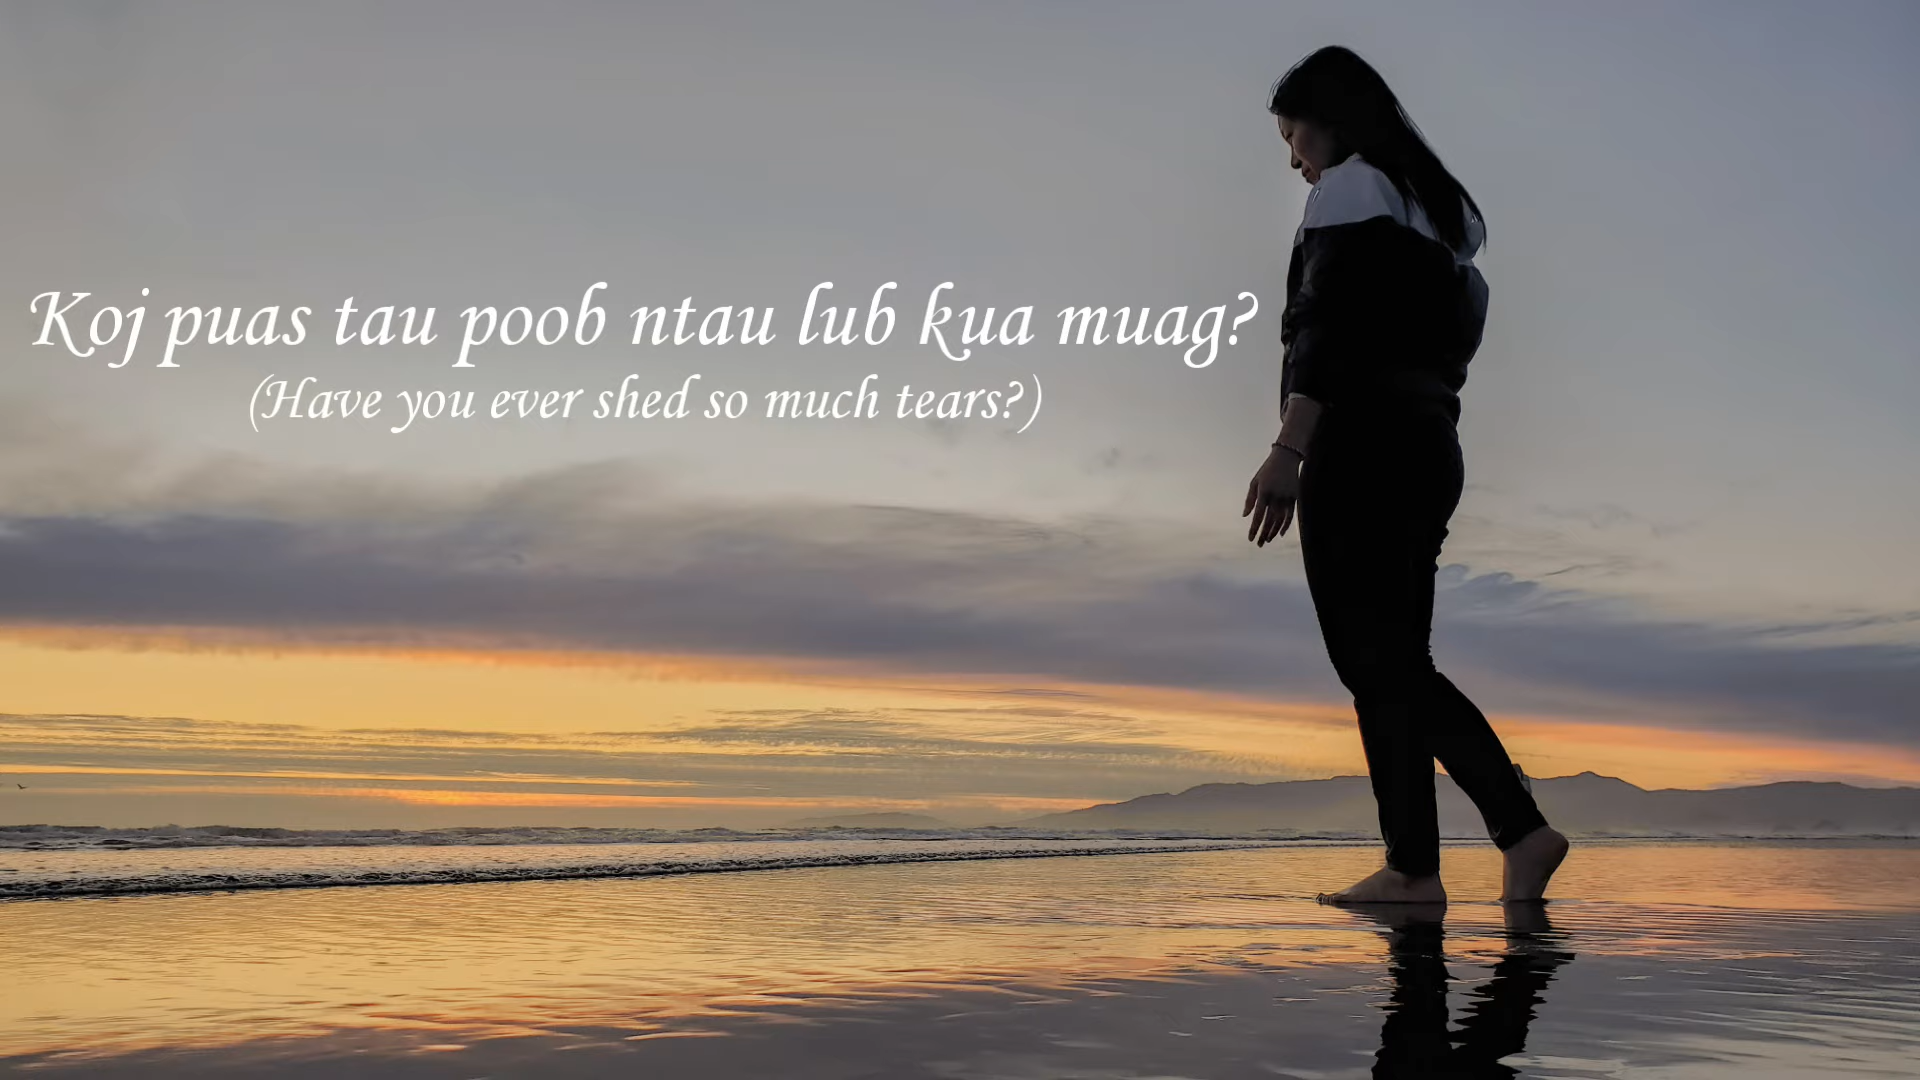 Koj puas tau poob ntau lub kua muag?
(Have you ever shed so much tears?)